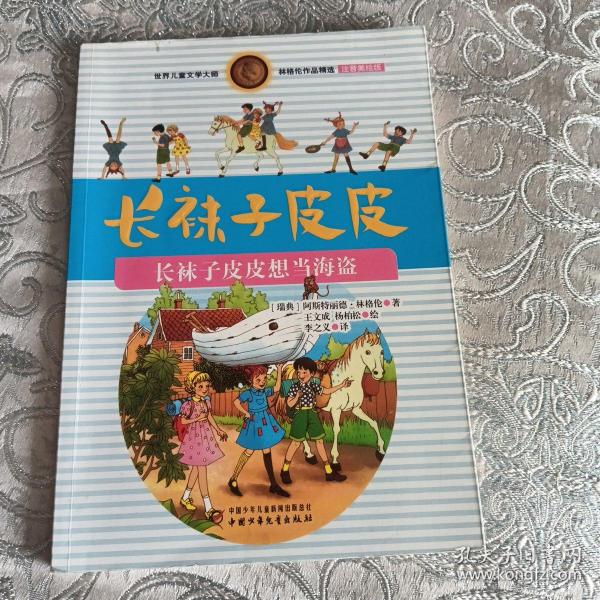 世界儿童文学大师 林格伦作品精选 注音美绘版
长袜子皮皮
长袜子皮皮想当海盗
[瑞典] 阿斯特丽德·林格伦 著
王文成 杨柏松 绘
李之义 译
中国少年儿童新闻出版总社
中国少年儿童出版社
孔夫子旧书网
www.kongfz.com